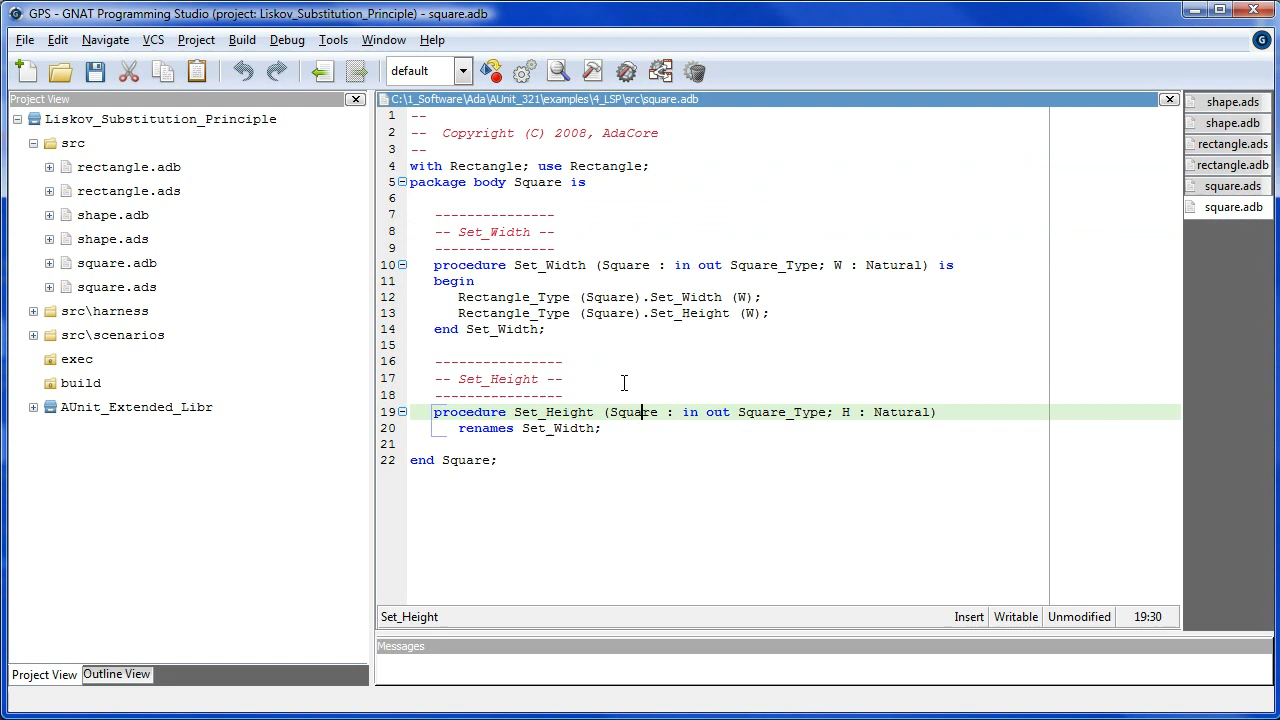 GPS - GNAT Programming Studio (project: Liskov_Substitution_Principle) - square.adb
File Edit Navigate VCS Project Build Debug Tools Window Help
default
Project View
Liskov_Substitution_Principle
src
rectangle.adb
rectangle.ads
shape.adb
shape.ads
square.adb
square.ads
src\harness
src\scenarios
exec
build
AUnit_Extended_Libr
Project View Outline View
C:\1_Software\Ada\AUnit_321\examples\4_LSP\src\square.adb
1 --
2 -- Copyright (C) 2008, AdaCore
3 --
4 with Rectangle; use Rectangle;
5 package body Square is
6
7 ---------------
8 -- Set_Width --
9 ---------------
10 procedure Set_Width (Square : in out Square_Type; W : Natural) is
11 begin
12 Rectangle_Type (Square).Set_Width (W);
13 Rectangle_Type (Square).Set_Height (W);
14 end Set_Width;
15
16 ----------------
17 -- Set_Height --
18 ----------------
19 procedure Set_Height (Square : in out Square_Type; H : Natural)
20 renames Set_Width;
21
22 end Square;
Set_Height Insert Writable Unmodified 19:30
Messages
shape.ads
shape.adb
rectangle.ads
rectangle.adb
square.ads
square.adb